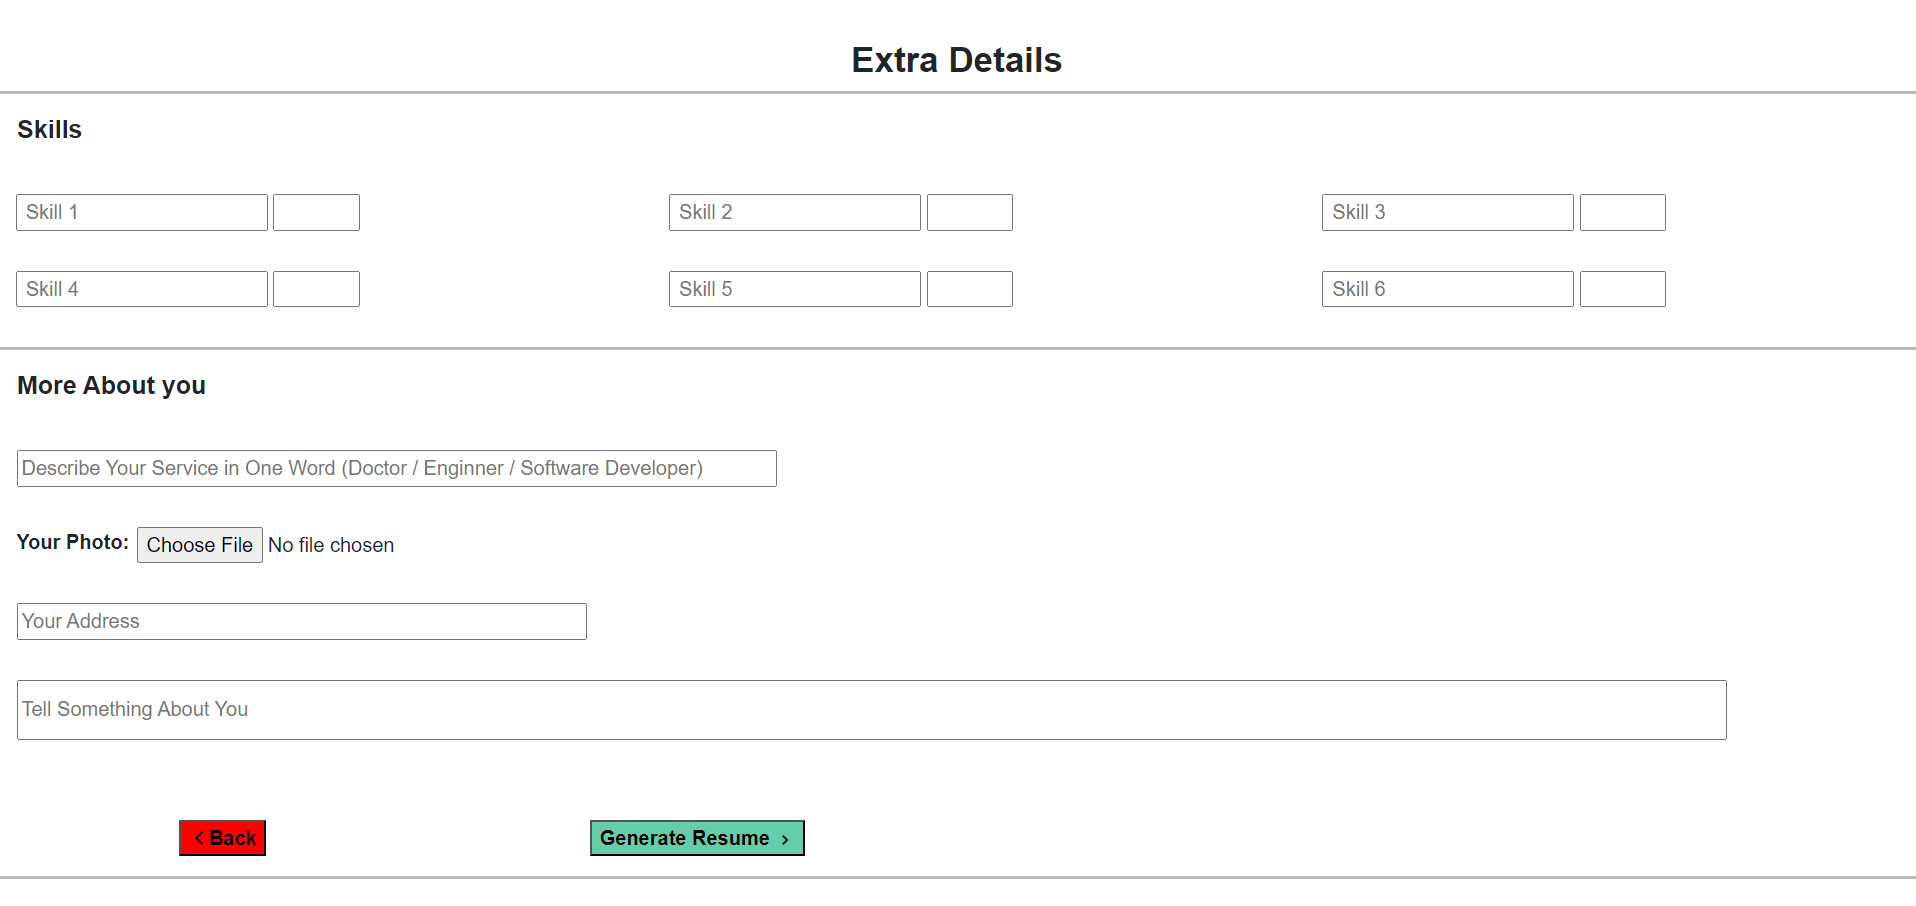 Extra Details
Skills
Skill 1 Skill 2 Skill 3
Skill 4 Skill 5 Skill 6
More About you
Describe Your Service in One Word (Doctor / Enginner / Software Developer)
Your Photo: Choose File No file chosen
Your Address
Tell Something About You
< Back Generate Resume >